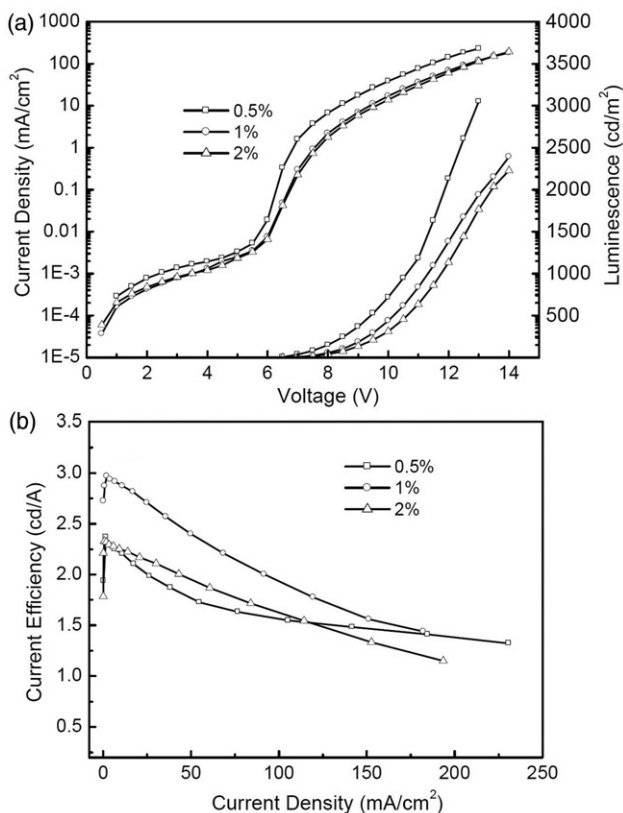 (a)
1000
100
10
1
0.1
0.01
1E-3
1E-4
1E-5
Current Density (mA/cm²)
4000
3500
3000
2500
2000
1500
1000
500
Luminescence (cd/m²)
0.5%
1%
2%
0 2 4 6 8 10 12 14
Voltage (V)
(b)
3.5
3.0
2.5
2.0
1.5
1.0
0.5
Current Efficiency (cd/A)
0.5%
1%
2%
0 50 100 150 200 250
Current Density (mA/cm²)